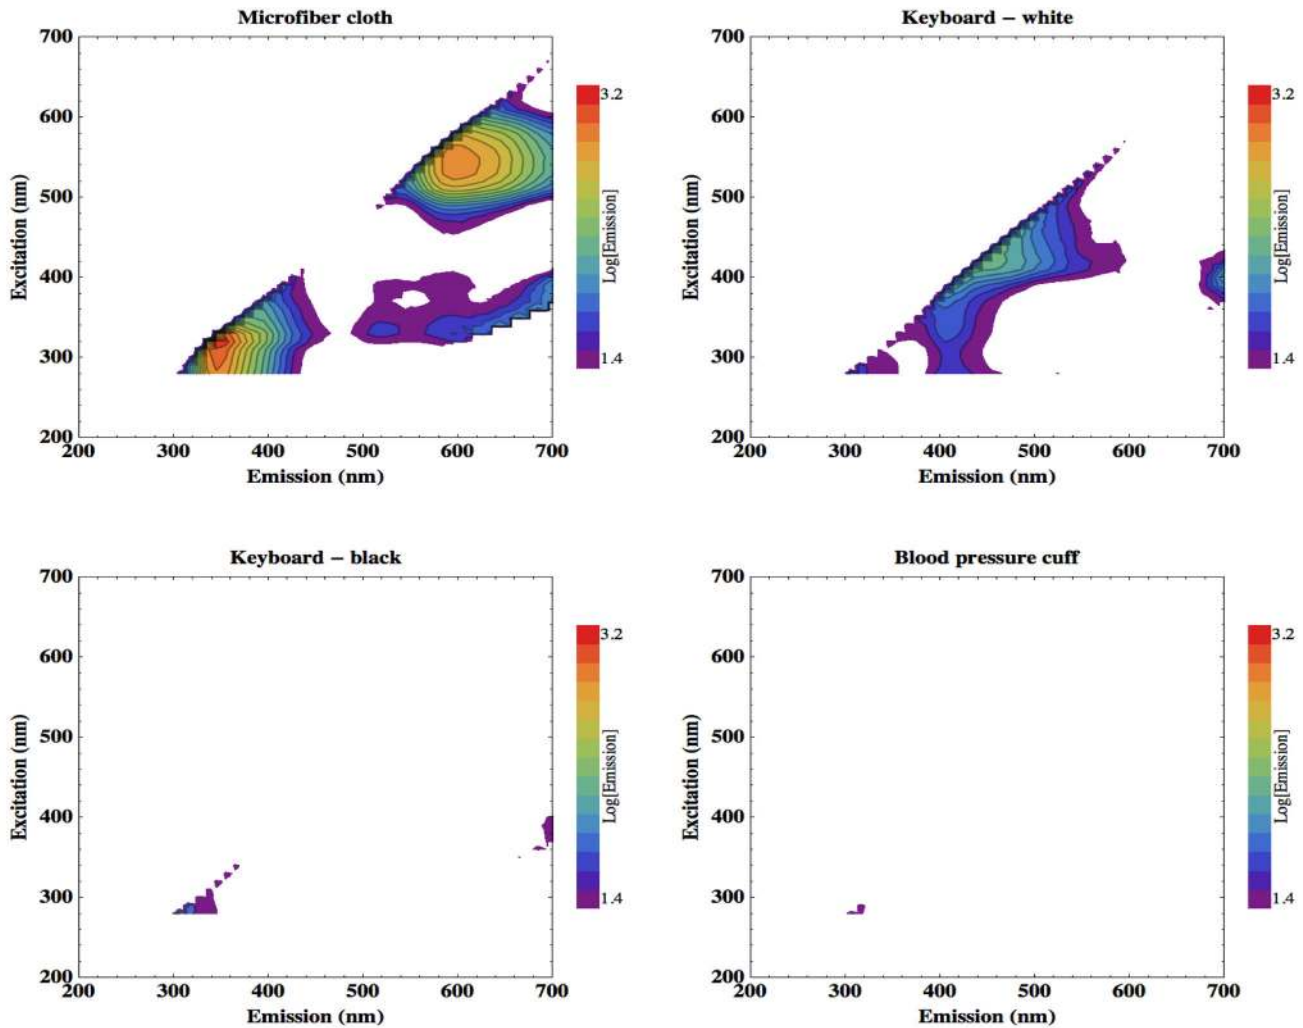 Microfiber cloth
700
600
500
400
300
200
200 300 400 500 600 700
Excitation (nm)
Emission (nm)
3.2
Log[Emission]
1.4
Keyboard – white
700
600
500
400
300
200
200 300 400 500 600 700
Excitation (nm)
Emission (nm)
3.2
Log[Emission]
1.4
Keyboard – black
700
600
500
400
300
200
200 300 400 500 600 700
Excitation (nm)
Emission (nm)
3.2
Log[Emission]
1.4
Blood pressure cuff
700
600
500
400
300
200
200 300 400 500 600 700
Excitation (nm)
Emission (nm)
3.2
Log[Emission]
1.4